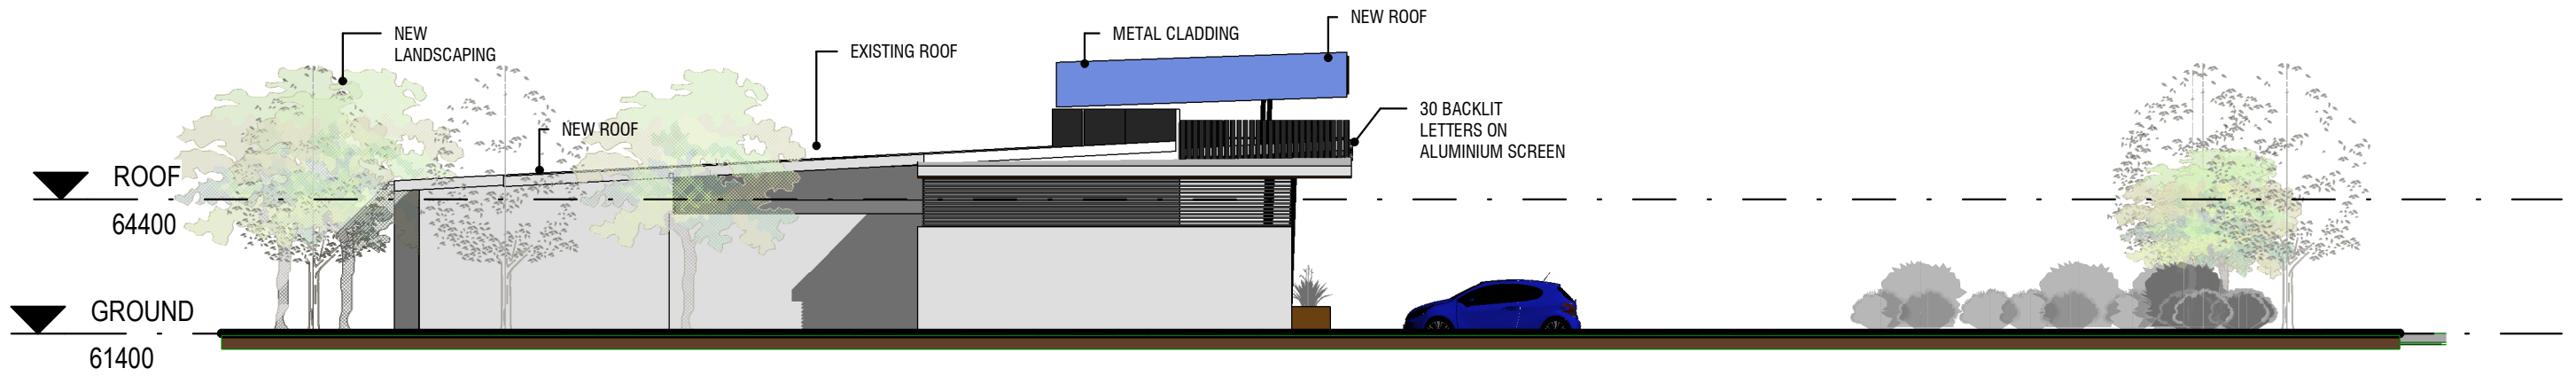 NEW
LANDSCAPING
EXISTING ROOF
METAL CLADDING
NEW ROOF
30 BACKLIT
LETTERS ON
ALUMINIUM SCREEN
NEW ROOF
ROOF
64400
GROUND
61400